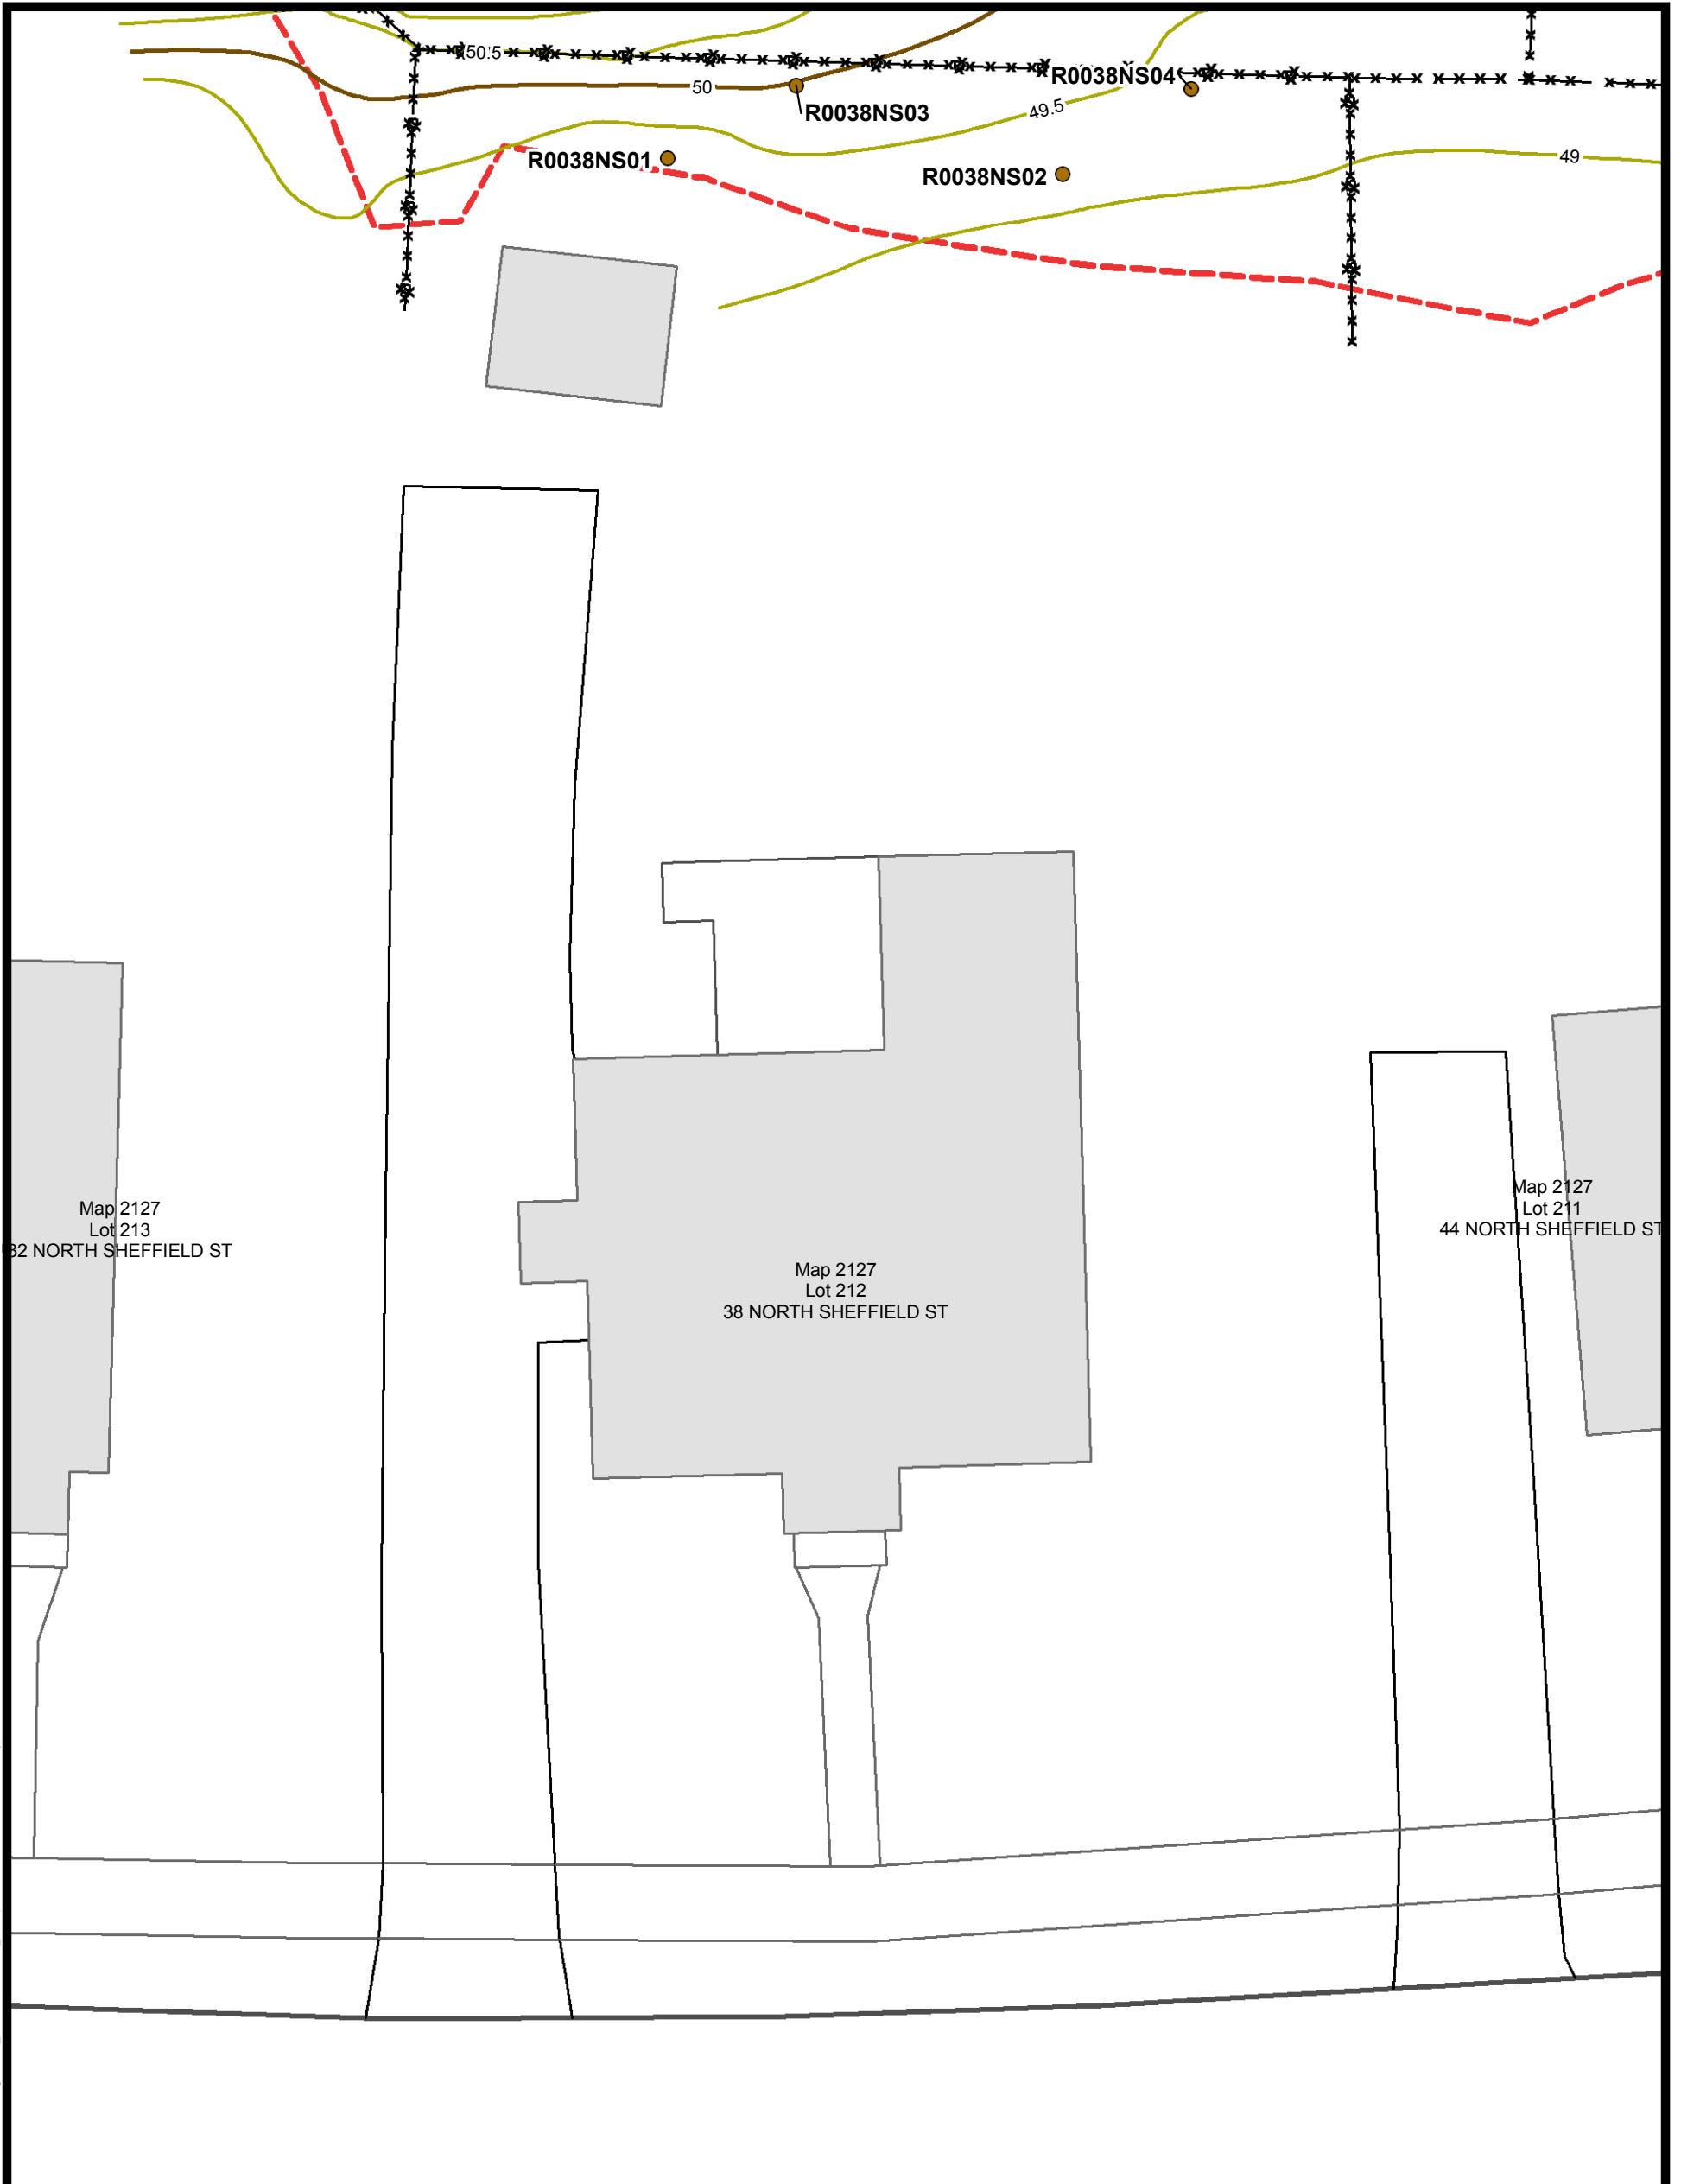 50.5
50
R0038NS03
R0038NS04
49.5
R0038NS01
R0038NS02
49
Map 2127
Lot 213
32 NORTH SHEFFIELD ST
Map 2127
Lot 212
38 NORTH SHEFFIELD ST
Map 2127
Lot 211
44 NORTH SHEFFIELD ST